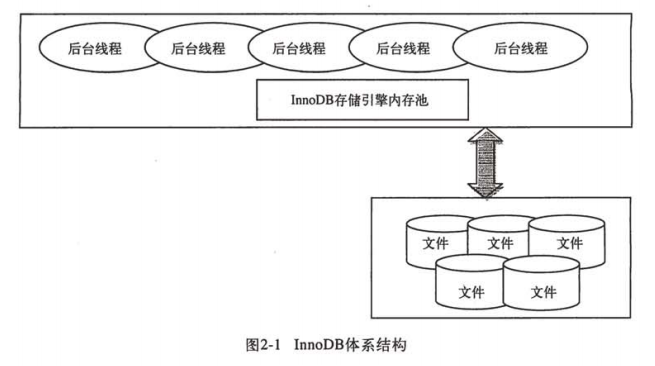 后台线程 后台线程 后台线程 后台线程 后台线程
InnoDB存储引擎内存池
文件 文件 文件
文件 文件
图2-1 InnoDB体系结构